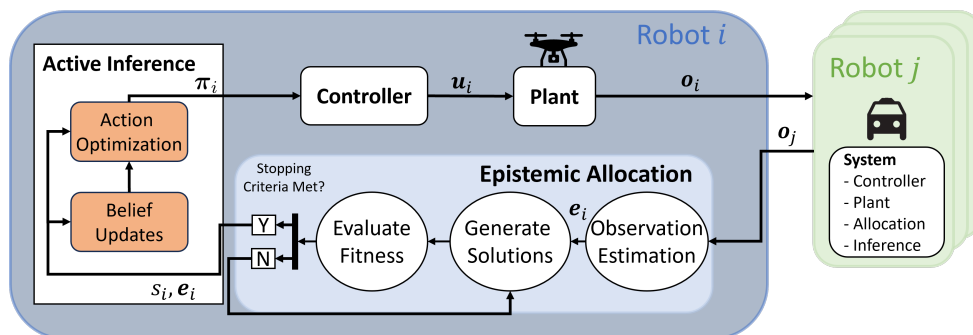 Robot i
Active Inference
π_i
Action
Optimization
Belief
Updates
s_i, e_i
Controller
u_i
Plant
o_i
Robot j
o_j
System
- Controller
- Plant
- Allocation
- Inference
Epistemic Allocation
Stopping
Criteria Met?
Y
N
Evaluate
Fitness
Generate
Solutions
e_i
Observation
Estimation